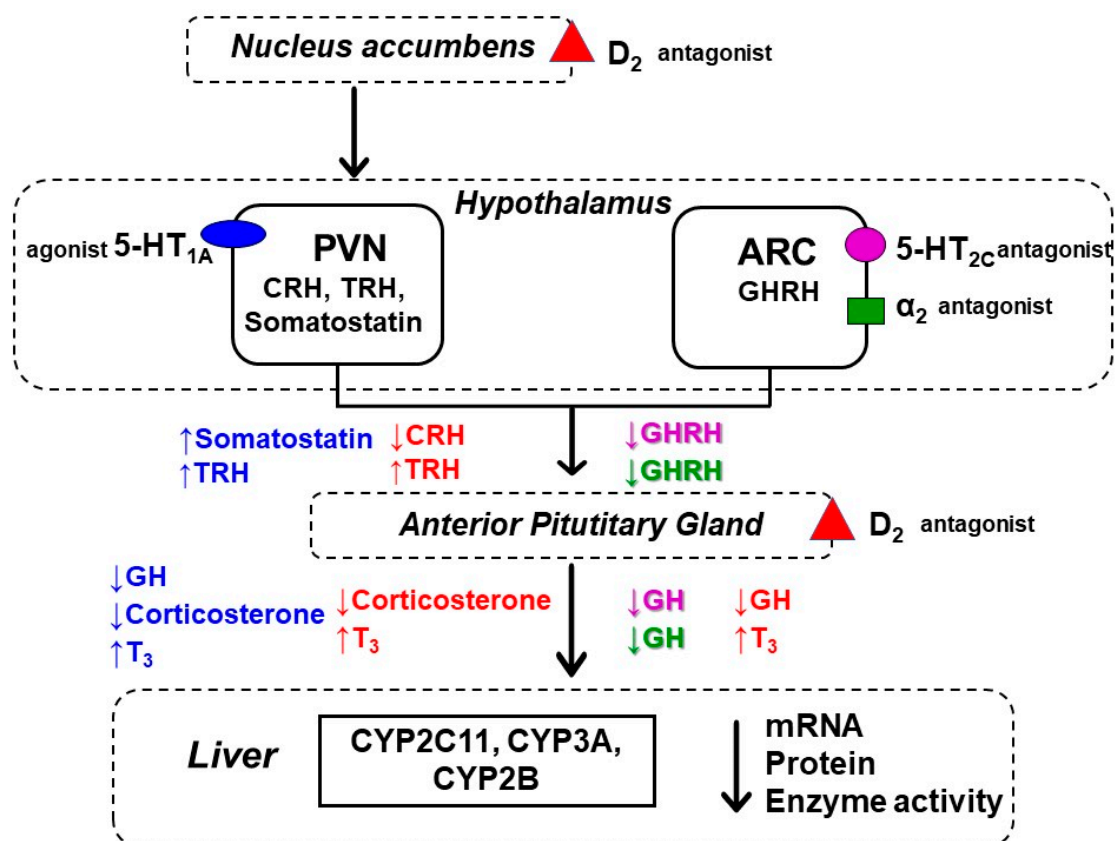 Nucleus accumbens
D₂ antagonist
Hypothalamus
agonist 5-HT₁A
PVN
CRH, TRH,
Somatostatin
ARC
GHRH
5-HT₂C antagonist
α₂ antagonist
↑Somatostatin
↑TRH
↓CRH
↑TRH
↓GHRH
↓GHRH
Anterior Pitutitary Gland
D₂ antagonist
↓GH
↓Corticosterone
↑T₃
↓Corticosterone
↑T₃
↓GH
↓GH
↓GH
↑T₃
Liver
CYP2C11, CYP3A,
CYP2B
mRNA
Protein
Enzyme activity